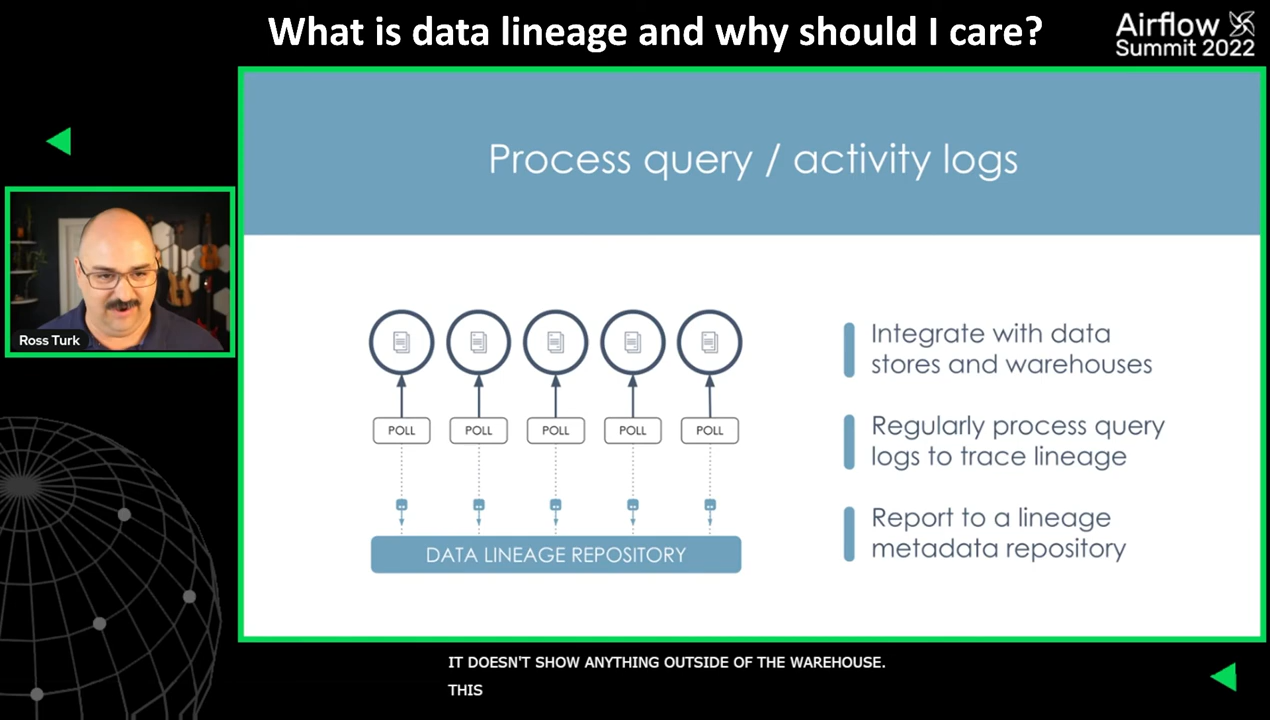 What is data lineage and why should I care?
Airflow
Summit 2022
Process query / activity logs
Ross Turk
POLL
POLL
POLL
POLL
POLL
DATA LINEAGE REPOSITORY
Integrate with data
stores and warehouses
Regularly process query
logs to trace lineage
Report to a lineage
metadata repository
IT DOESN'T SHOW ANYTHING OUTSIDE OF THE WAREHOUSE.
THIS